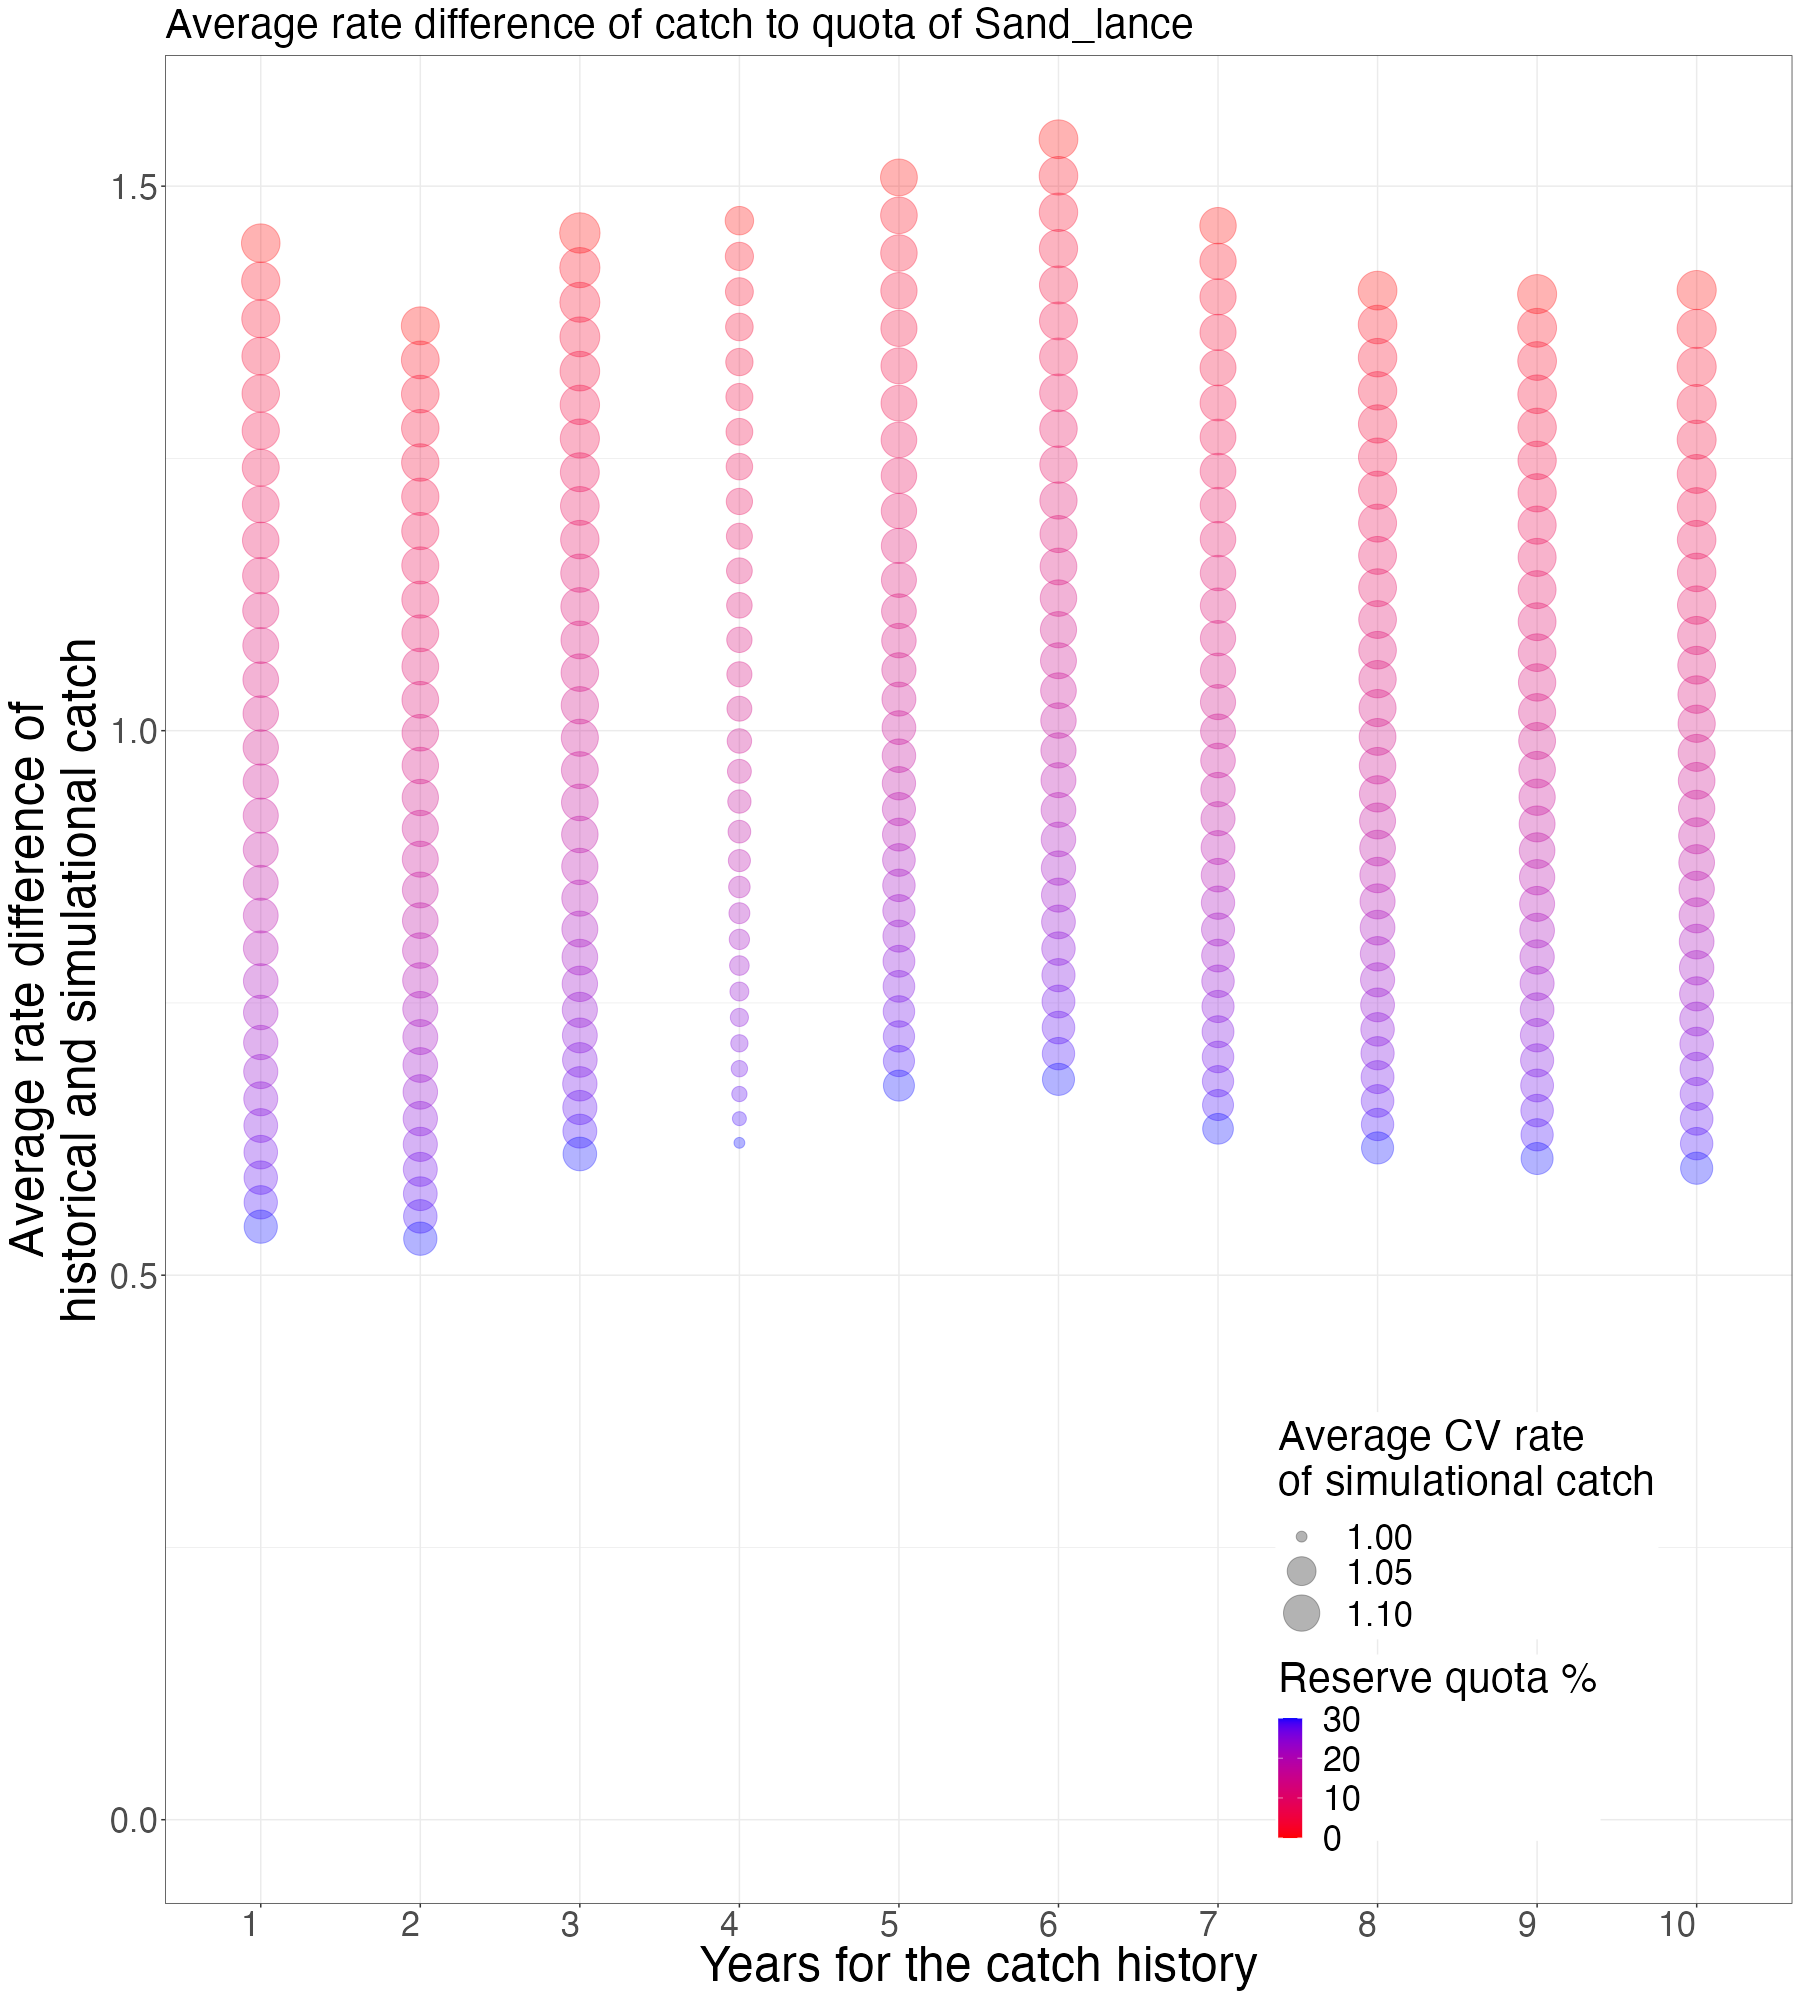 Average rate difference of catch to quota of Sand_lance
Average rate difference of
historical and simulational catch
1.5
1.0
0.5
0.0
Average CV rate
of simulational catch
1.00
1.05
1.10
Reserve quota %
30
20
10
0
1 2 3 4 5 6 7 8 9 10
Years for the catch history